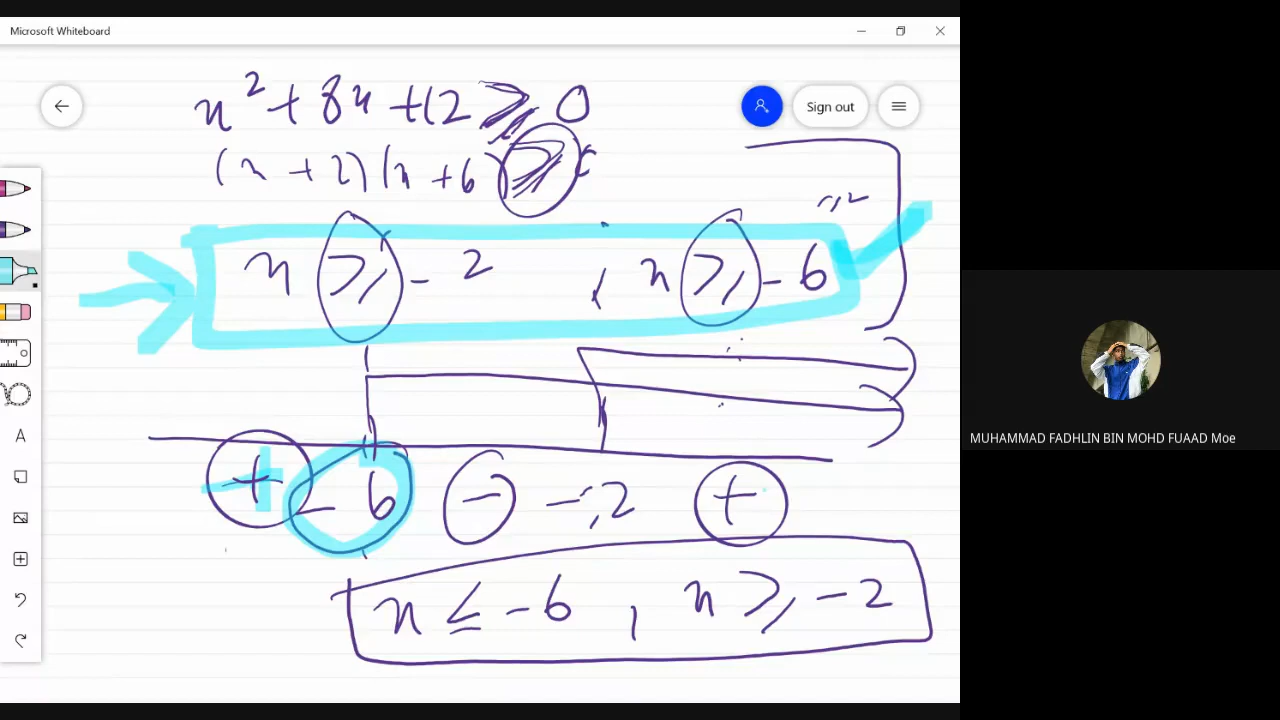 Microsoft Whiteboard
Sign out
x² + 8x + 12 ≥ 0
(x + 2)(x + 6) ≥
x ≥ - 2 , x ≥ - 6
+ - 6 - - 2 +
x ≤ - 6 , x ≥ - 2
A
MUHAMMAD FADHLIN BIN MOHD FUAAD Moe